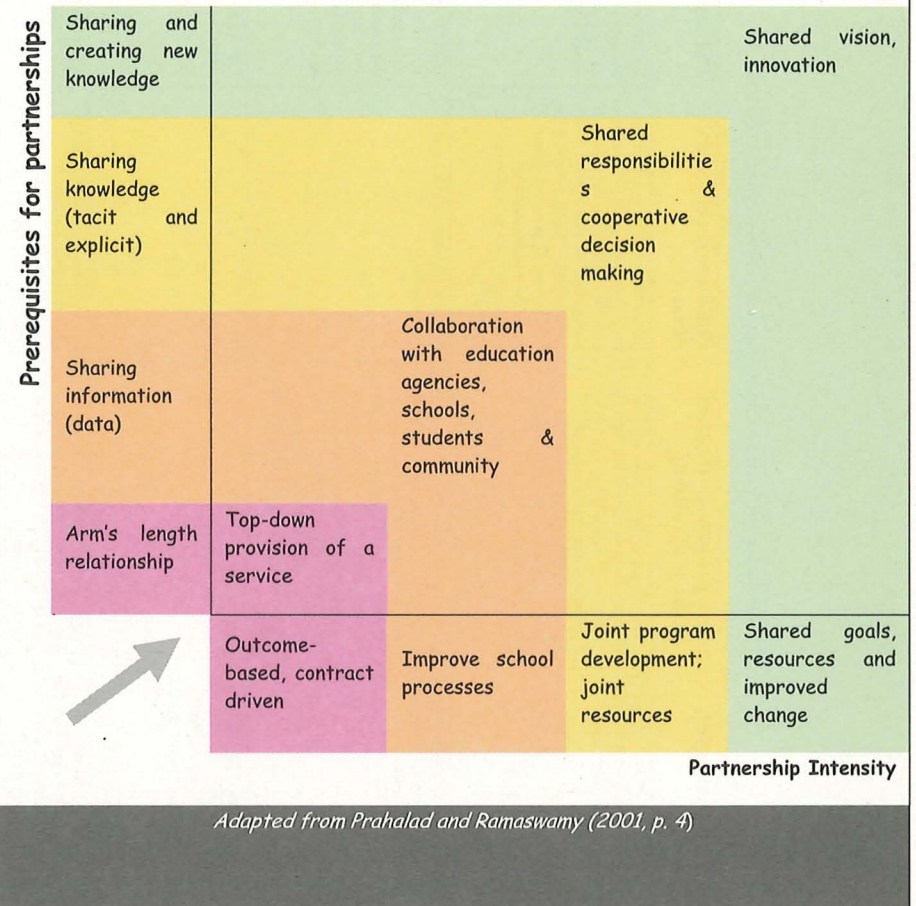 Prerequisites for partnerships
Sharing and
creating new
knowledge
Shared vision,
innovation
Sharing
knowledge
(tacit and
explicit)
Shared
responsibilitie
s &
cooperative
decision
making
Sharing
information
(data)
Collaboration
with education
agencies,
schools,
students &
community
Arm's length
relationship
Top-down
provision of a
service
Outcome-
based, contract
driven
Improve school
processes
Joint program
development;
joint
resources
Shared goals,
resources and
improved
change
Partnership Intensity
Adapted from Prahalad and Ramaswamy (2001, p. 4)